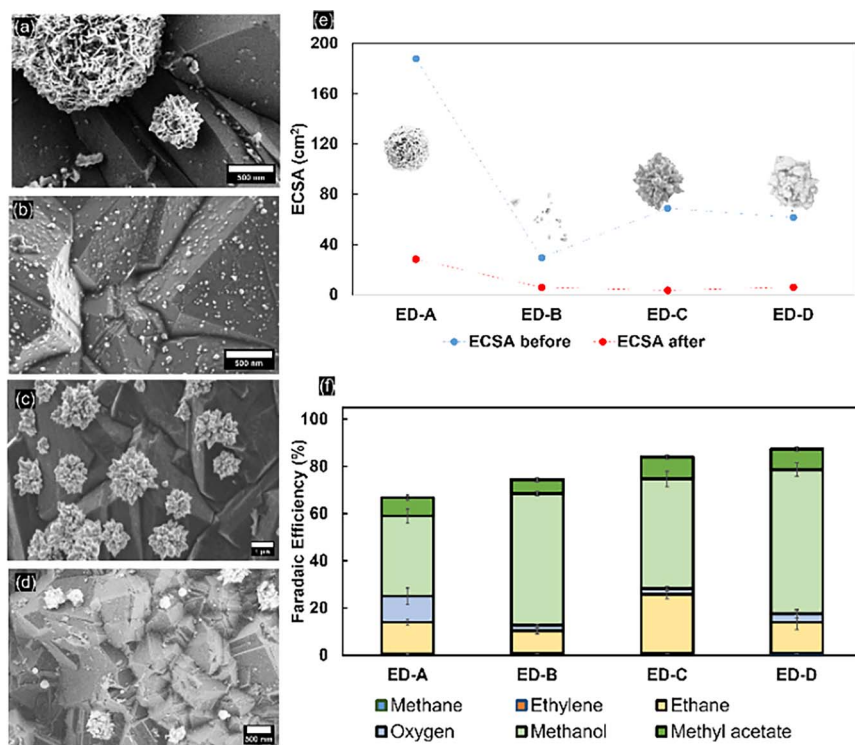 (a)
500 nm
(b)
500 nm
(c)
1 µm
(d)
500 nm
(e)
ECSA (cm²)
200
160
120
80
40
0
ED-A ED-B ED-C ED-D
ECSA before ECSA after
(f)
Faradaic Efficiency (%)
100
80
60
40
20
0
ED-A ED-B ED-C ED-D
Methane Ethylene Ethane
Oxygen Methanol Methyl acetate